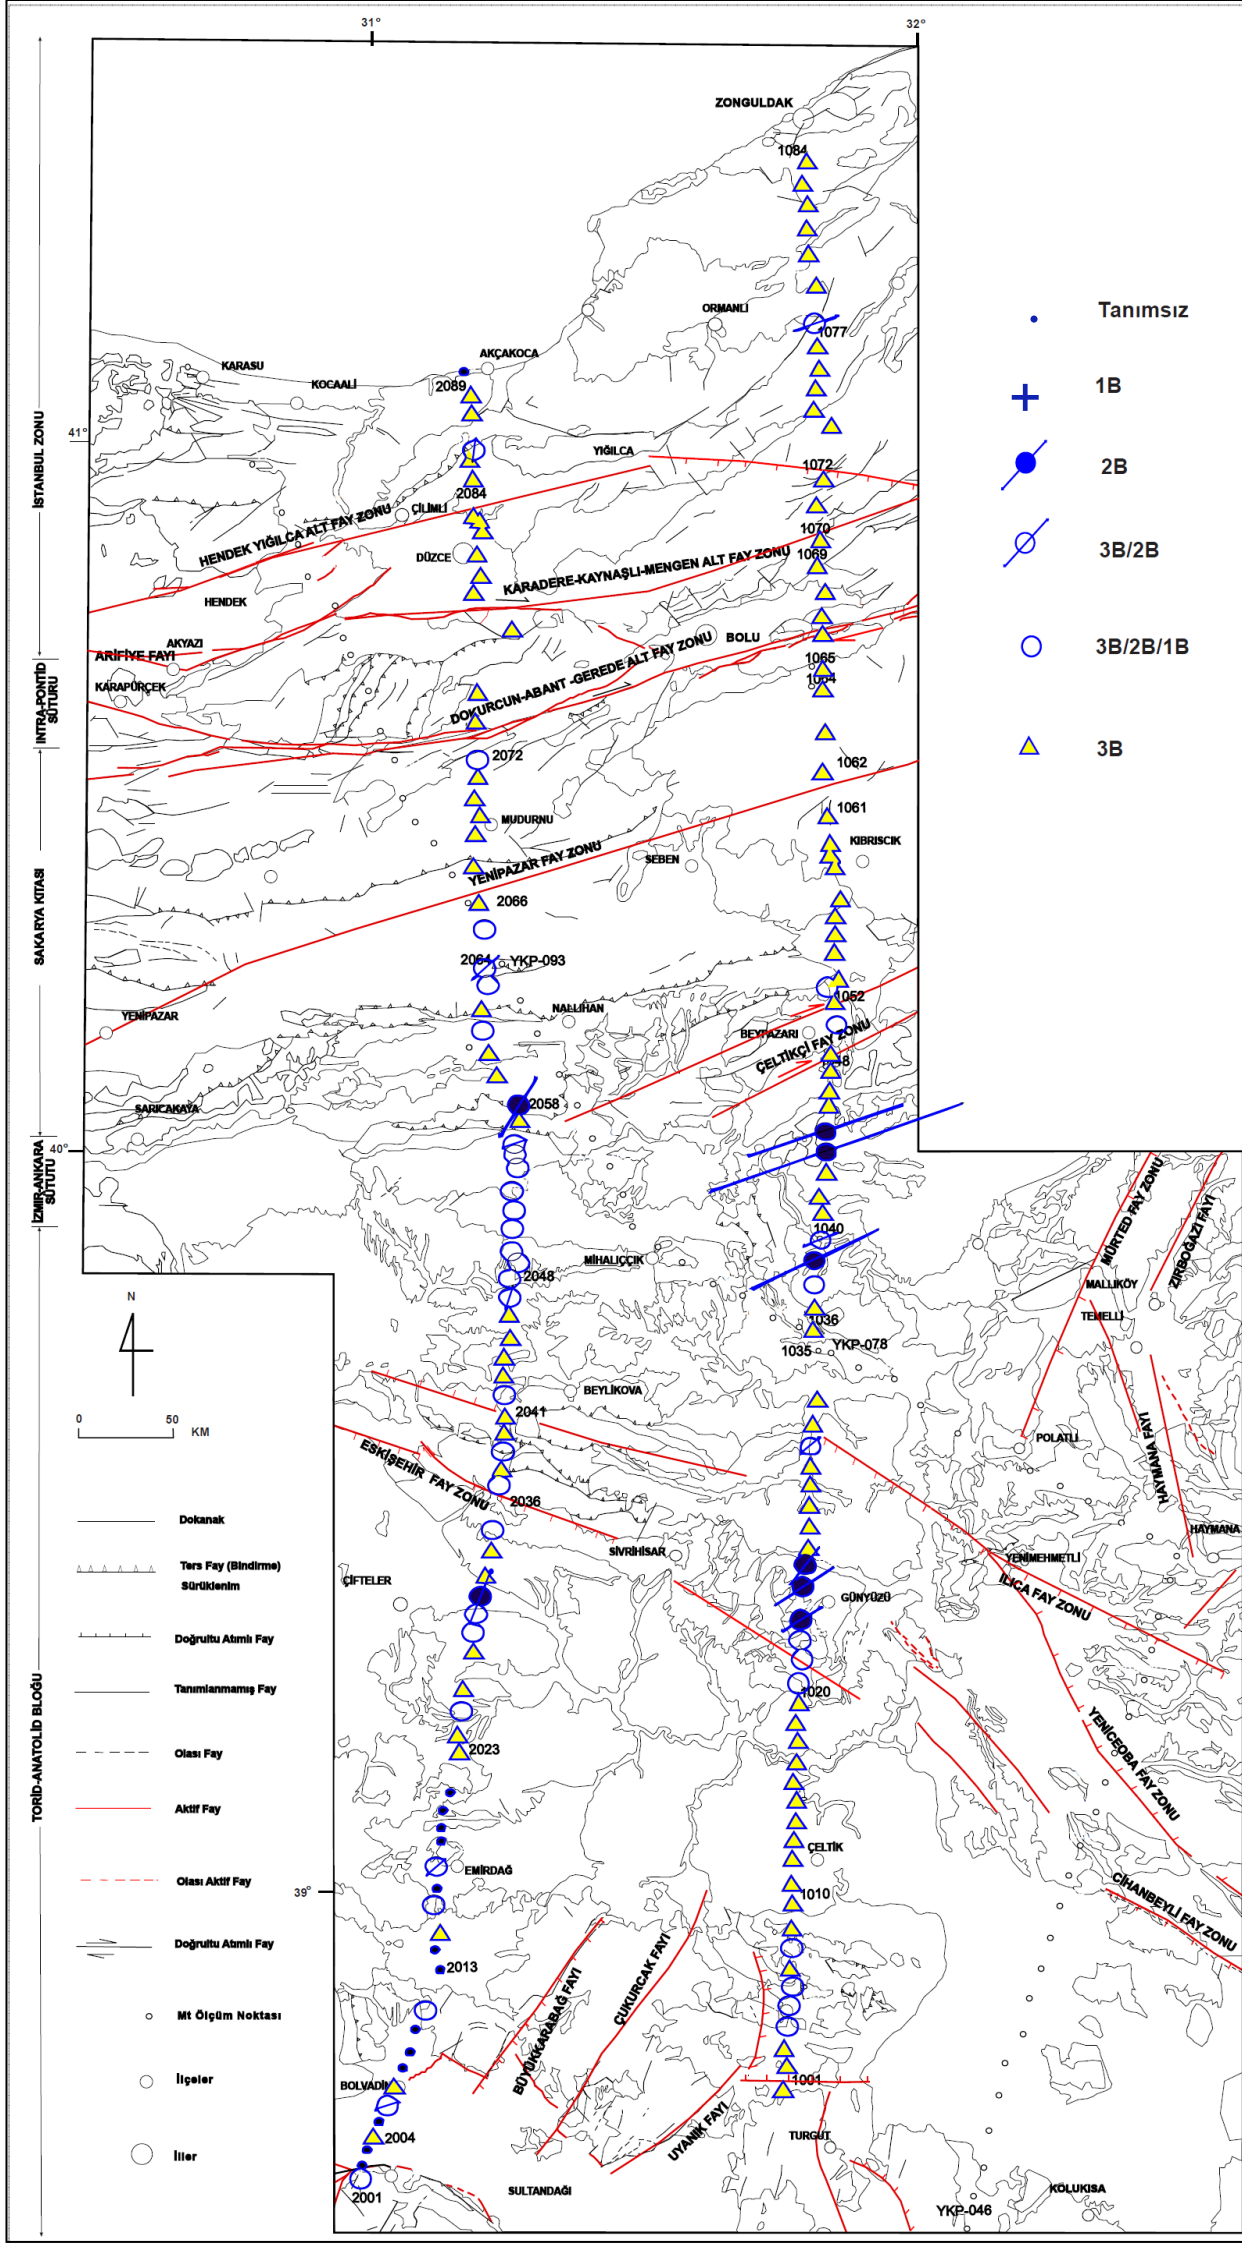 31°
32°
ZONGULDAK
1084
Tanımsız
ORMANLI
1077
AKÇAKOCA
KARASU
KOCAALİ
2089
1B
41°
YIĞILCA
1072
2B
2084
ÇİLİMLİ
HENDEK YIĞILCA ALT FAY ZONU
1070
3B/2B
DÜZCE
1069
KARADERE-KAYNAŞLI-MENGEN ALT FAY ZONU
HENDEK
İSTANBUL ZONU
AKYAZI
BOLU
3B/2B/1B
ARİFİYE FAYI
1065
KARAPÜRÇEK
1064
DOKURCUN-ABANT -GEREDE ALT FAY ZONU
INTRA-PONTİD
SÜTURU
2072
1062
3B
1061
MUDURNU
KIBRISCIK
YENİPAZAR FAY ZONU
SEBEN
2066
SAKARYA KITASI
2064
YKP-093
1052
NALLIHAN
YENİPAZAR
BEYPAZARI
ÇELTİKÇİ FAY ZONU
1048
2058
SARICAKAYA
40°
İZMİR-ANKARA
SÜTURU
1040
MİHALIÇÇIK
MÜRTED FAY ZONU
ZIRBOĞAZI FAYI
2048
MALLIKÖY
N
1036
TEMELLİ
1035
YKP-078
BEYLİKOVA
0
50
KM
2041
POLATLI
HAYMANA FAYI
ESKİŞEHİR FAY ZONU
2036
Dokanak
HAYMANA
SİVRİHİSAR
YENİMEHMETLİ
Ters Fay (Bindirme)
Sürüklenim
ÇİFTELER
ILICA FAY ZONU
GÜNYÜZÜ
Doğrultu Atımlı Fay
Tanımlanmamış Fay
1020
TORİD-ANATOLİD BLOĞU
2023
YENİCEOBA FAY ZONU
Olası Fay
Aktif Fay
ÇELTİK
EMİRDAĞ
Olası Aktif Fay
39°
1010
CİHANBEYLİ FAY ZONU
Doğrultu Atımlı Fay
2013
ÇUKURCAK FAYI
BÜYÜKKARABAĞ FAYI
Mt Ölçüm Noktası
İlçeler
BOLVADİN
1001
UYANIK FAYI
2004
TURGUT
İller
2001
SULTANDAĞI
KOLUKISA
YKP-046